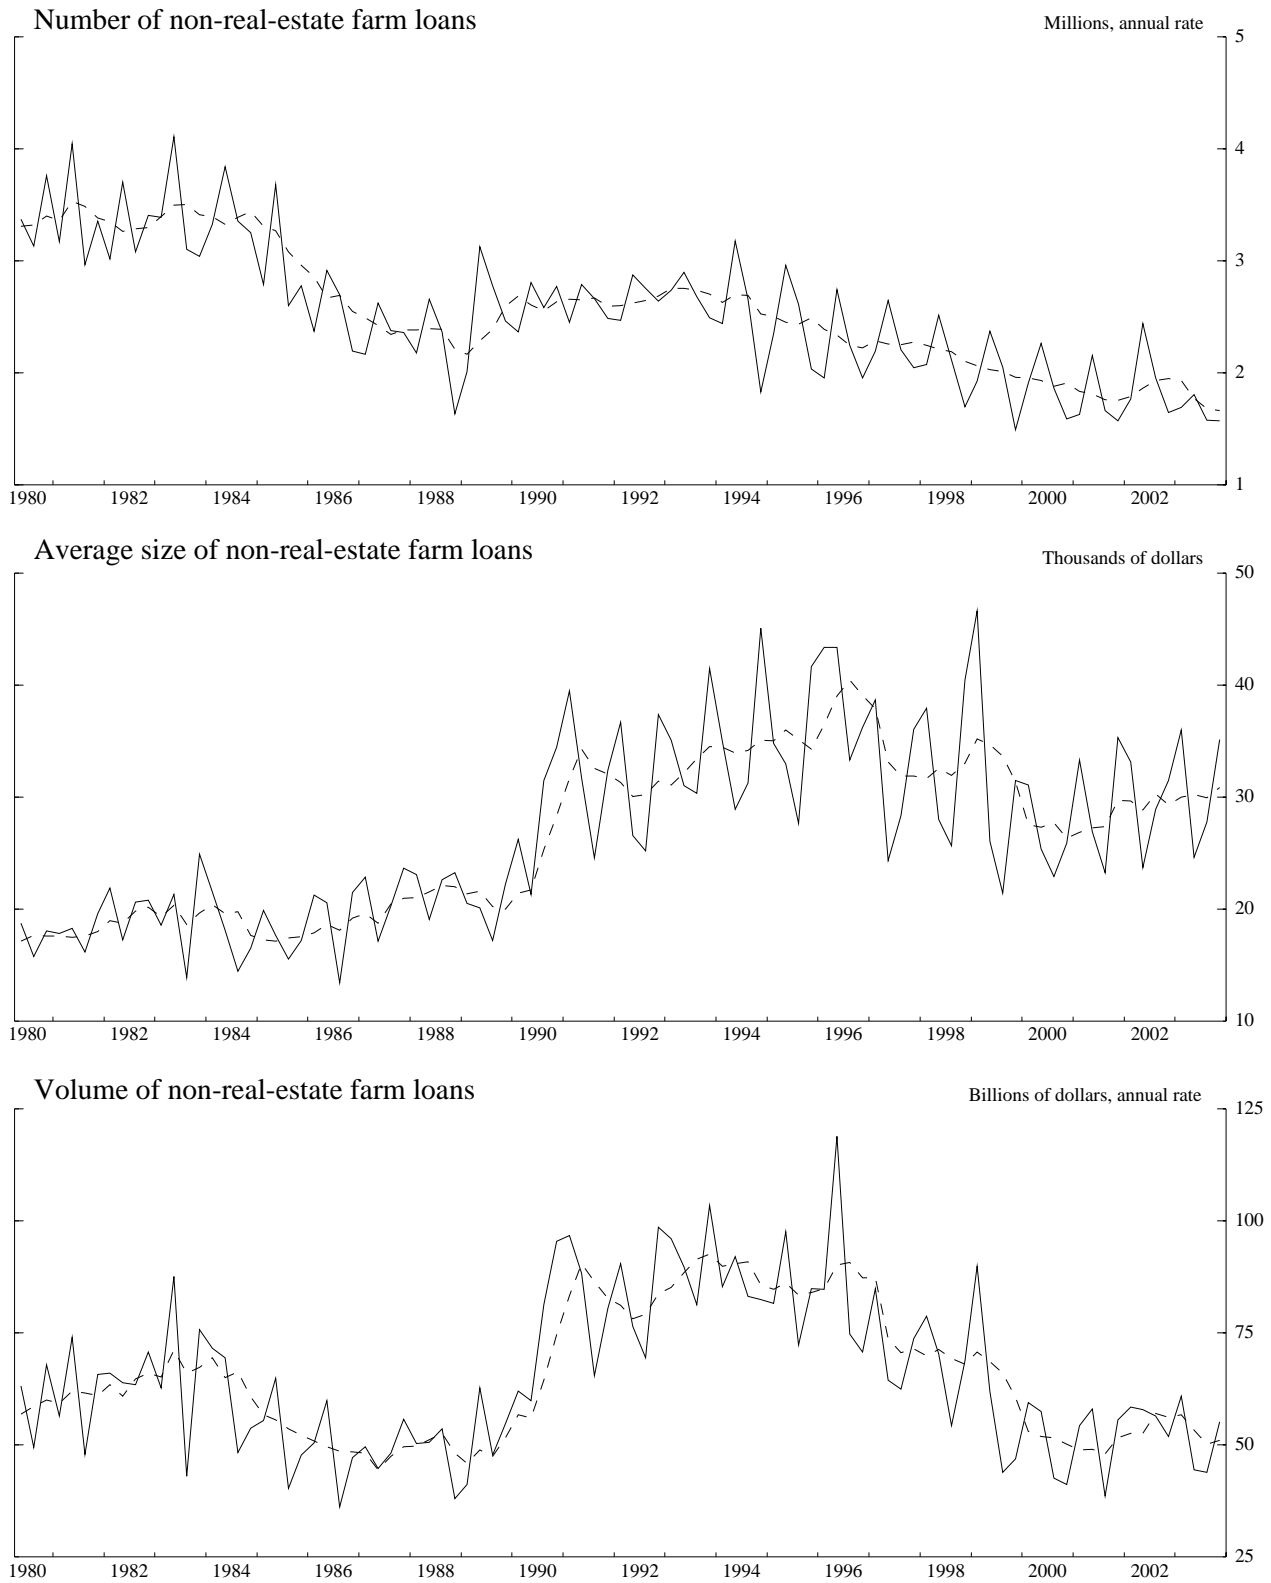 Number of non-real-estate farm loans
Millions, annual rate
5
4
3
2
1
1980 1982 1984 1986 1988 1990 1992 1994 1996 1998 2000 2002
Average size of non-real-estate farm loans
Thousands of dollars
50
40
30
20
10
1980 1982 1984 1986 1988 1990 1992 1994 1996 1998 2000 2002
Volume of non-real-estate farm loans
Billions of dollars, annual rate
125
100
75
50
25
1980 1982 1984 1986 1988 1990 1992 1994 1996 1998 2000 2002